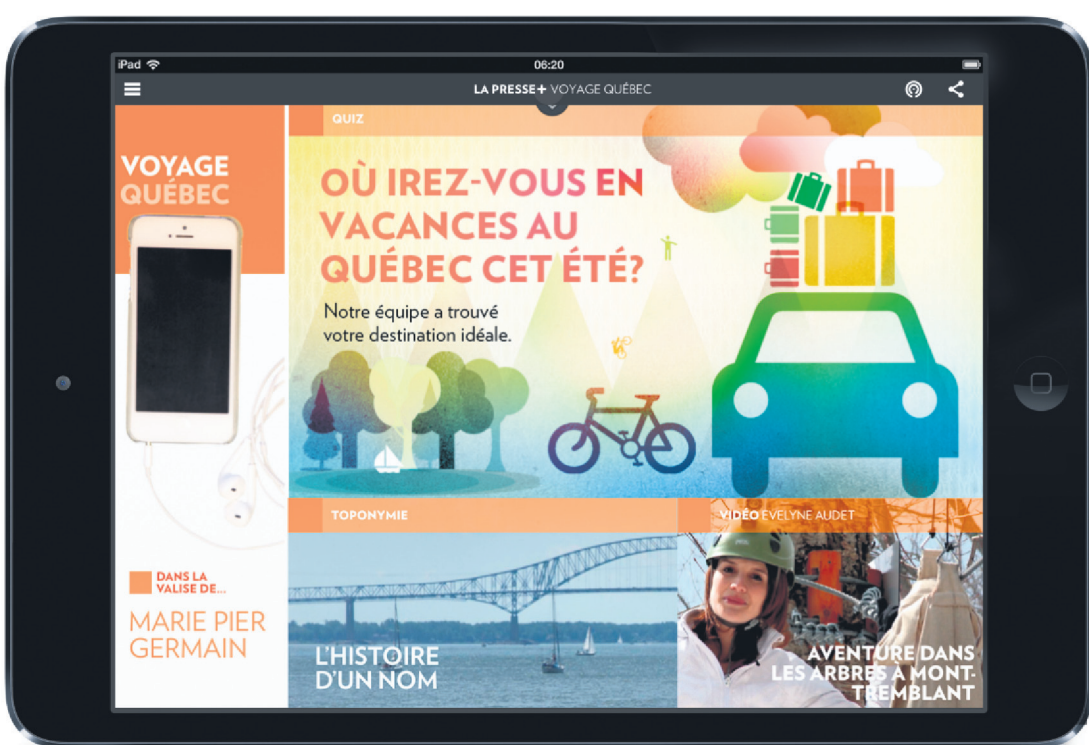 iPad
06:20
LA PRESSE+ VOYAGE QUÉBEC
VOYAGE
QUÉBEC
DANS LA
VALISE DE...
MARIE PIER
GERMAIN
QUIZ
OÙ IREZ-VOUS EN
VACANCES AU
QUÉBEC CET ÉTÉ?
Notre équipe a trouvé
votre destination idéale.
TOPONYMIE
L'HISTOIRE
D'UN NOM
VIDÉO EVELYNE AUDET
AVENTURE DANS
LES ARBRES À MONT-
TREMBLANT